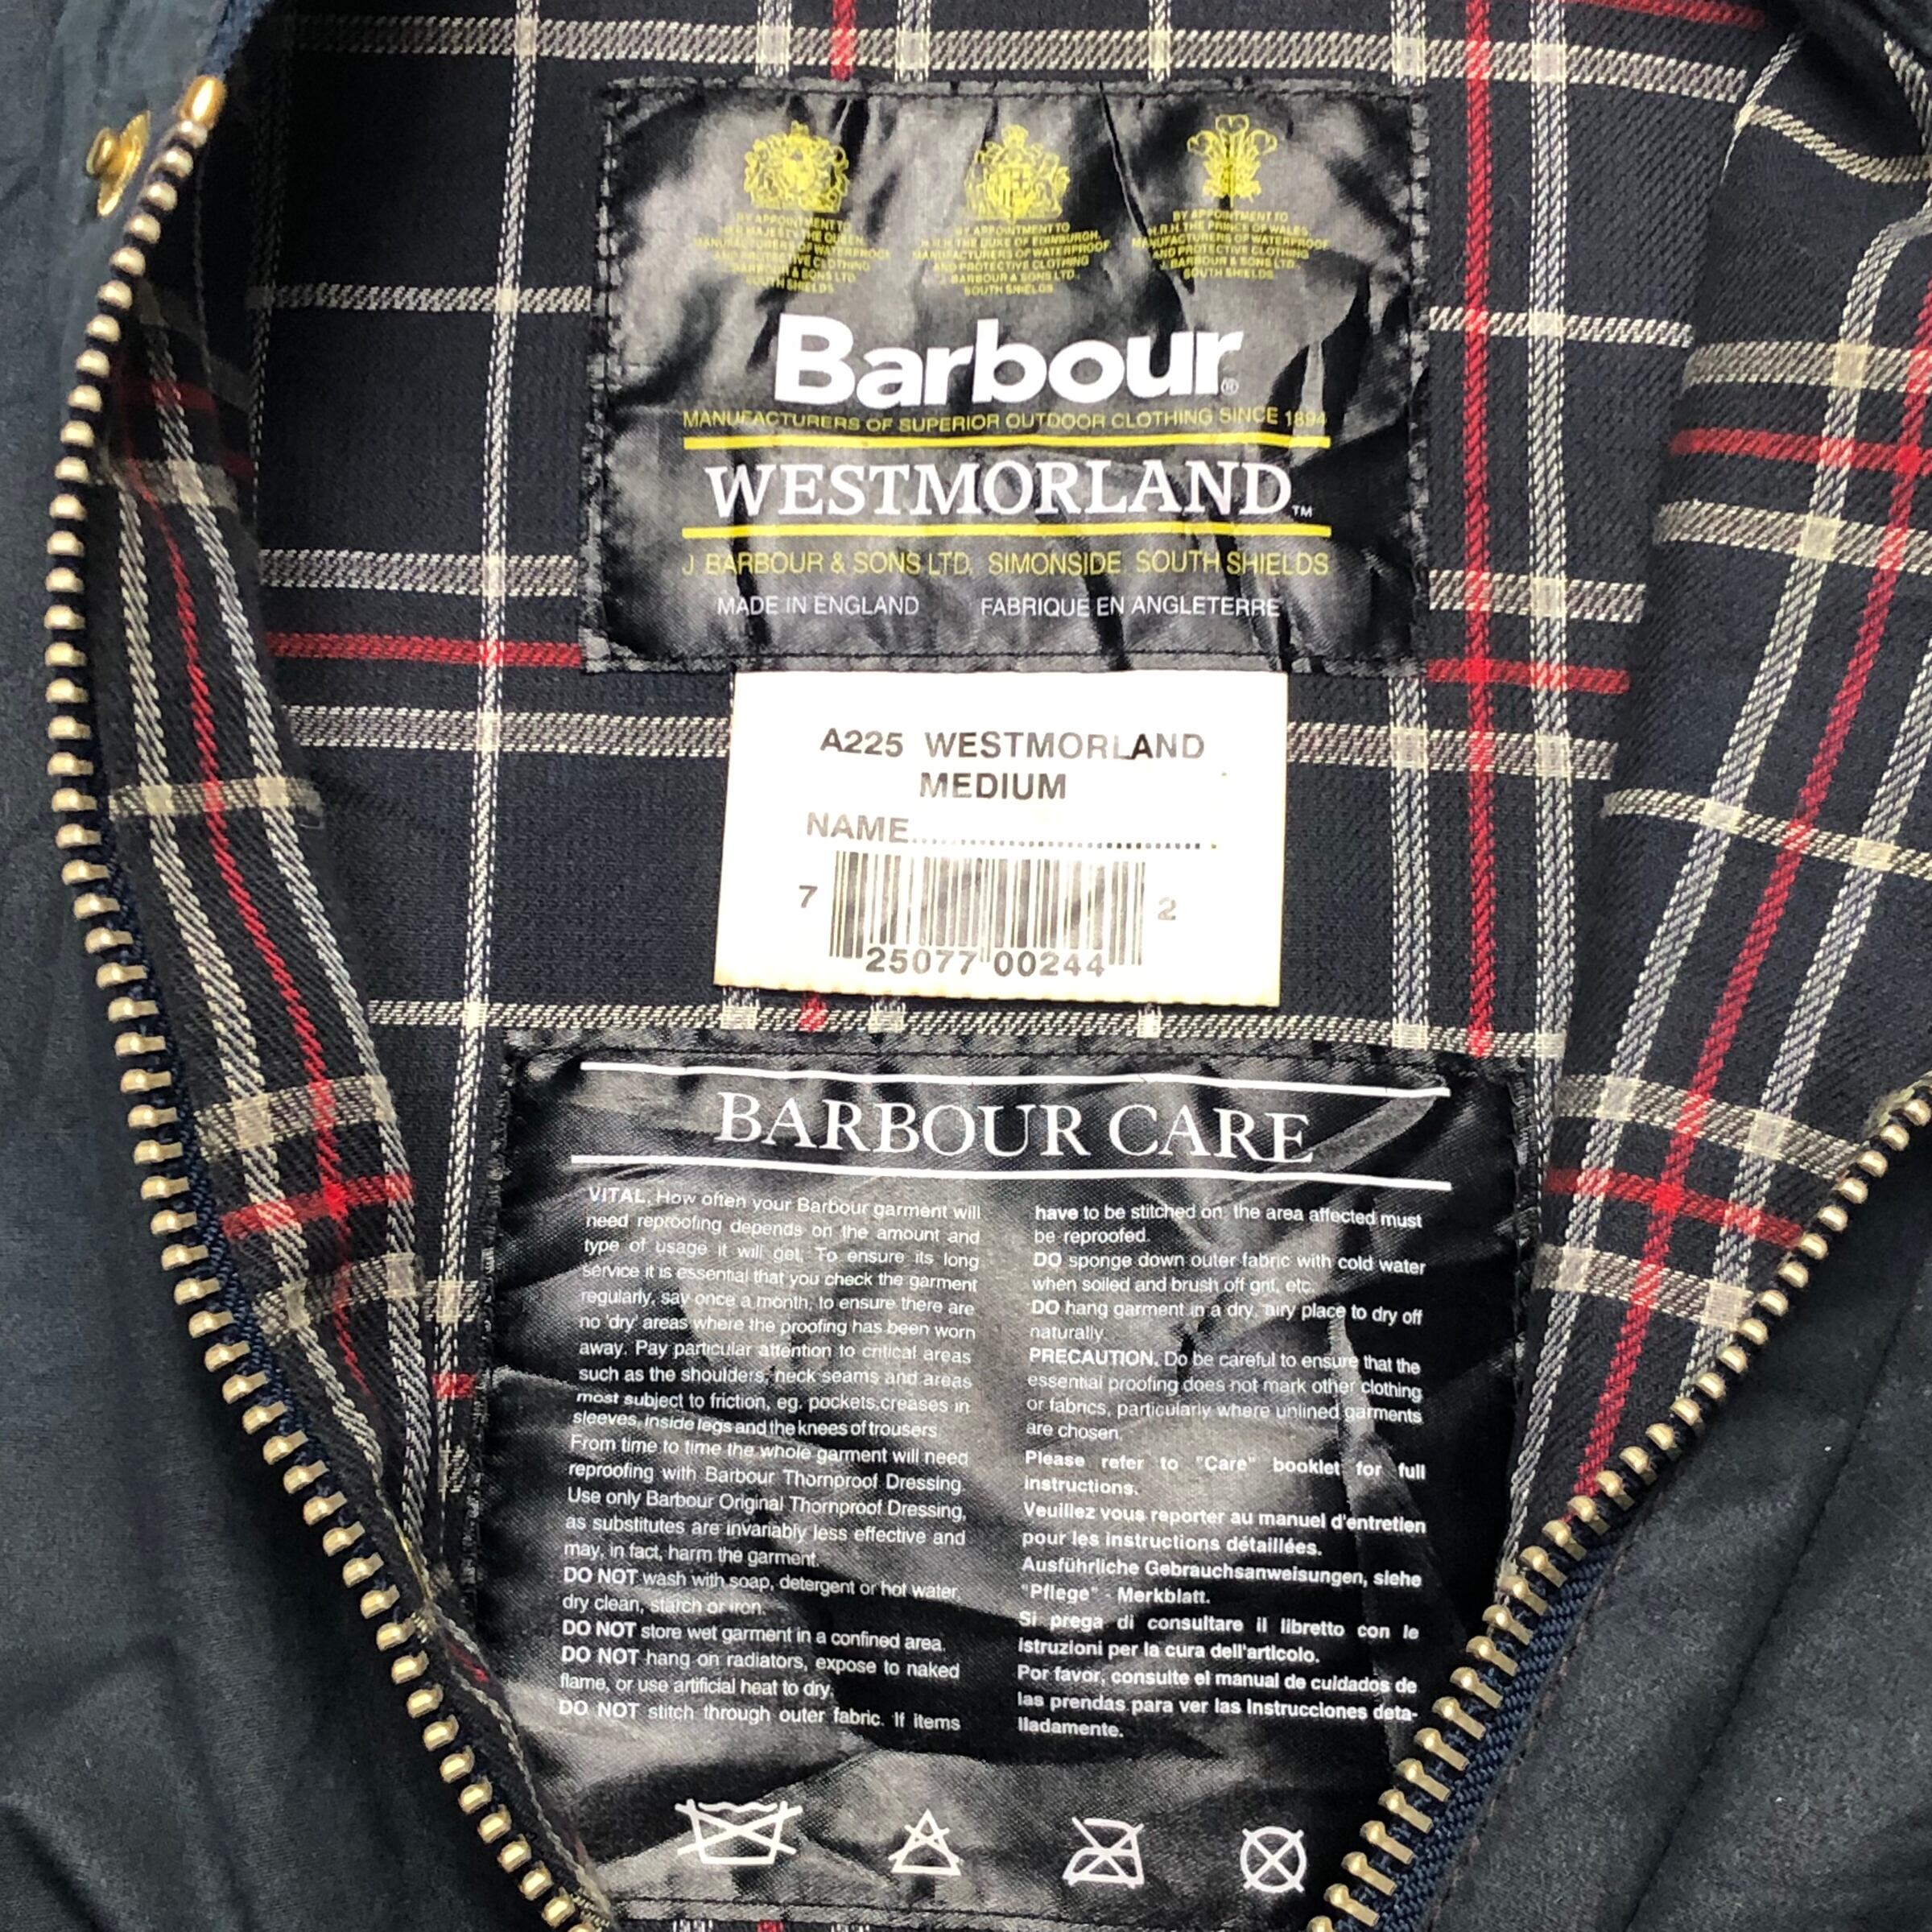 BY APPOINTMENT TO
H.M. MAJESTY THE QUEEN
MANUFACTURERS OF WATERPROOF
AND PROTECTIVE CLOTHING
BARBOUR & SONS LTD.
SOUTH SHIELDS
BY APPOINTMENT TO
H.R.H. THE DUKE OF EDINBURGH,
MANUFACTURERS OF WATERPROOF
AND PROTECTIVE CLOTHING
J. BARBOUR & SONS LTD.
SOUTH SHIELDS
BY APPOINTMENT TO
H.R.H. THE PRINCE OF WALES
MANUFACTURERS OF WATERPROOF
AND PROTECTIVE CLOTHING
J. BARBOUR & SONS LTD.
SOUTH SHIELDS
Barbour®
MANUFACTURERS OF SUPERIOR OUTDOOR CLOTHING SINCE 1894
WESTMORLAND™
J BARBOUR & SONS LTD, SIMONSIDE SOUTH SHIELDS
MADE IN ENGLAND FABRIQUE EN ANGLETERRE
A225 WESTMORLAND
MEDIUM
NAME........................................
7 25077 00244 2
BARBOUR CARE
VITAL. How often your Barbour garment will
need reproofing depends on the amount and
type of usage it will get. To ensure its long
service it is essential that you check the garment
regularly, say once a month, to ensure there are
no 'dry' areas where the proofing has been worn
away. Pay particular attention to critical areas
such as the shoulders, neck seams and areas
most subject to friction, eg. pockets,creases in
sleeves, inside legs and the knees of trousers.
From time to time the whole garment will need
reproofing with Barbour Thornproof Dressing.
Use only Barbour Original Thornproof Dressing,
as substitutes are invariably less effective and
may, in fact, harm the garment.
DO NOT wash with soap, detergent or hot water,
dry clean, starch or iron.
DO NOT store wet garment in a confined area.
DO NOT hang on radiators, expose to naked
flame, or use artificial heat to dry.
DO NOT stitch through outer fabric. If items
have to be stitched on, the area affected must
be reproofed.
DO sponge down outer fabric with cold water
when soiled and brush off grit, etc.
DO hang garment in a dry, airy place to dry off
naturally.
PRECAUTION. Do be careful to ensure that the
essential proofing does not mark other clothing
or fabrics, particularly where unlined garments
are chosen.
Please refer to "Care" booklet for full
instructions.
Veuillez vous reporter au manuel d'entretien
pour les instructions détaillées.
Ausführliche Gebrauchsanweisungen, siehe
"Pflege" - Merkblatt.
Si prega di consultare il libretto con le
istruzioni per la cura dell'articolo.
Por favor, consulte el manual de cuidados de
las prendas para ver las instrucciones deta-
lladamente.